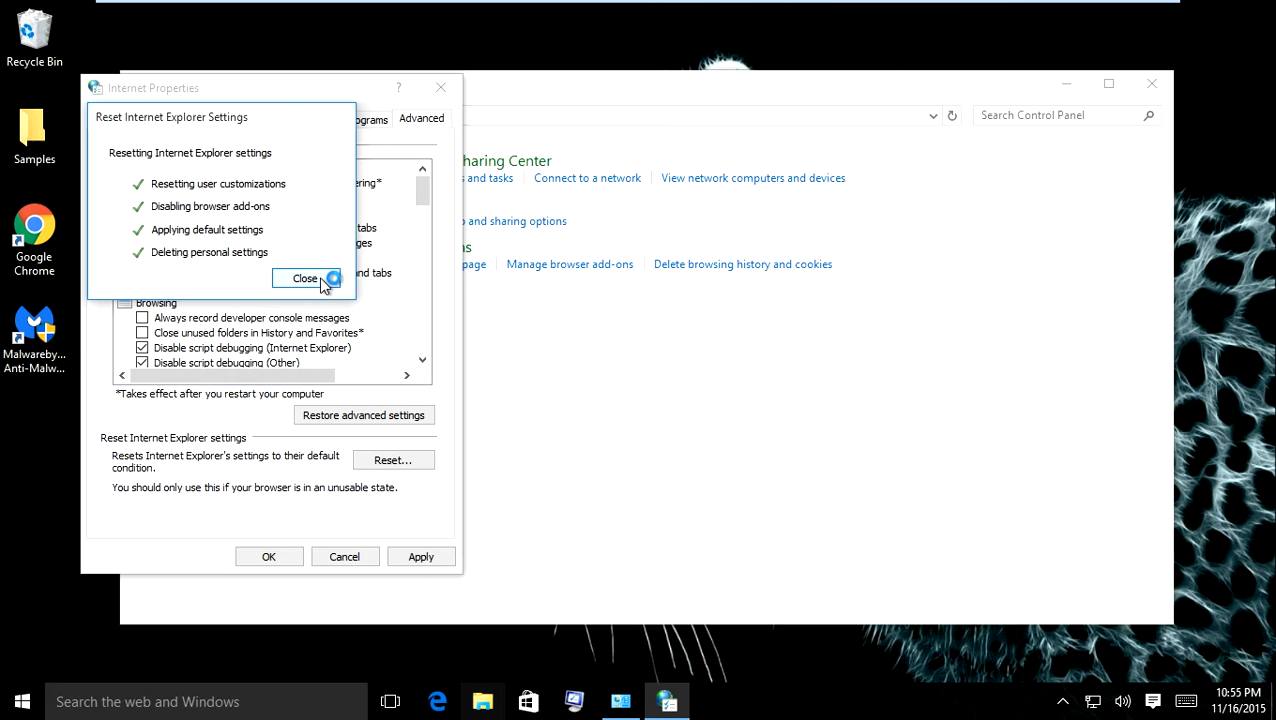 Recycle Bin
Samples
Google
Chrome
Malwareby...
Anti-Malw...
Internet Properties
?
Reset Internet Explorer Settings
Resetting Internet Explorer settings
Resetting user customizations
Disabling browser add-ons
Applying default settings
Deleting personal settings
Close
ograms
Advanced
ering*
tabs
ges
nd tabs
Browsing
Always record developer console messages
Close unused folders in History and Favorites*
Disable script debugging (Internet Explorer)
Disable script debugging (Other)
*Takes effect after you restart your computer
Restore advanced settings
Reset Internet Explorer settings
Resets Internet Explorer's settings to their default
condition.
Reset...
You should only use this if your browser is in an unusable state.
OK
Cancel
Apply
Search Control Panel
haring Center
s and tasks
Connect to a network
View network computers and devices
p and sharing options
ns
page
Manage browser add-ons
Delete browsing history and cookies
Search the web and Windows
10:55 PM
11/16/2015